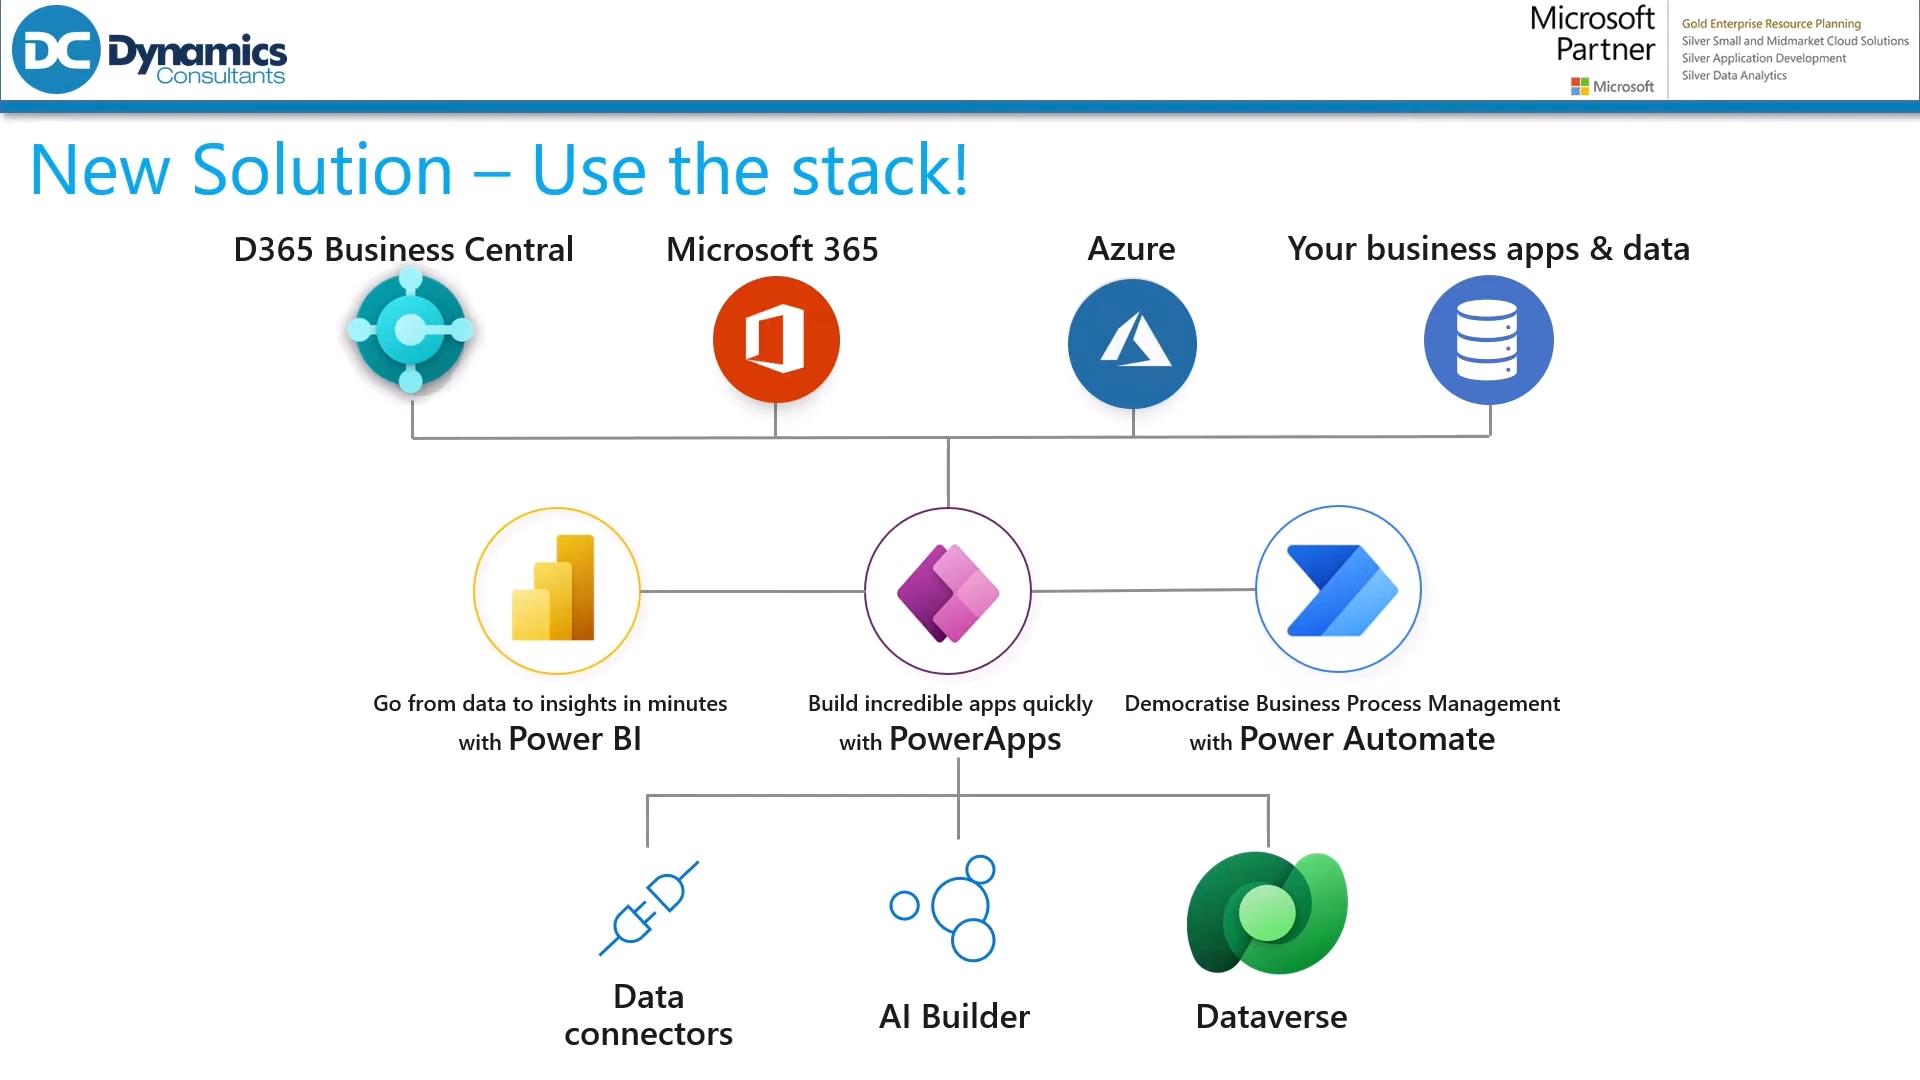 DC Dynamics
Consultants
Microsoft
Partner
Microsoft
Gold Enterprise Resource Planning
Silver Small and Midmarket Cloud Solutions
Silver Application Development
Silver Data Analytics
New Solution – Use the stack!
D365 Business Central
Microsoft 365
Azure
Your business apps & data
Go from data to insights in minutes
with Power BI
Build incredible apps quickly
with PowerApps
Democratise Business Process Management
with Power Automate
Data
connectors
AI Builder
Dataverse